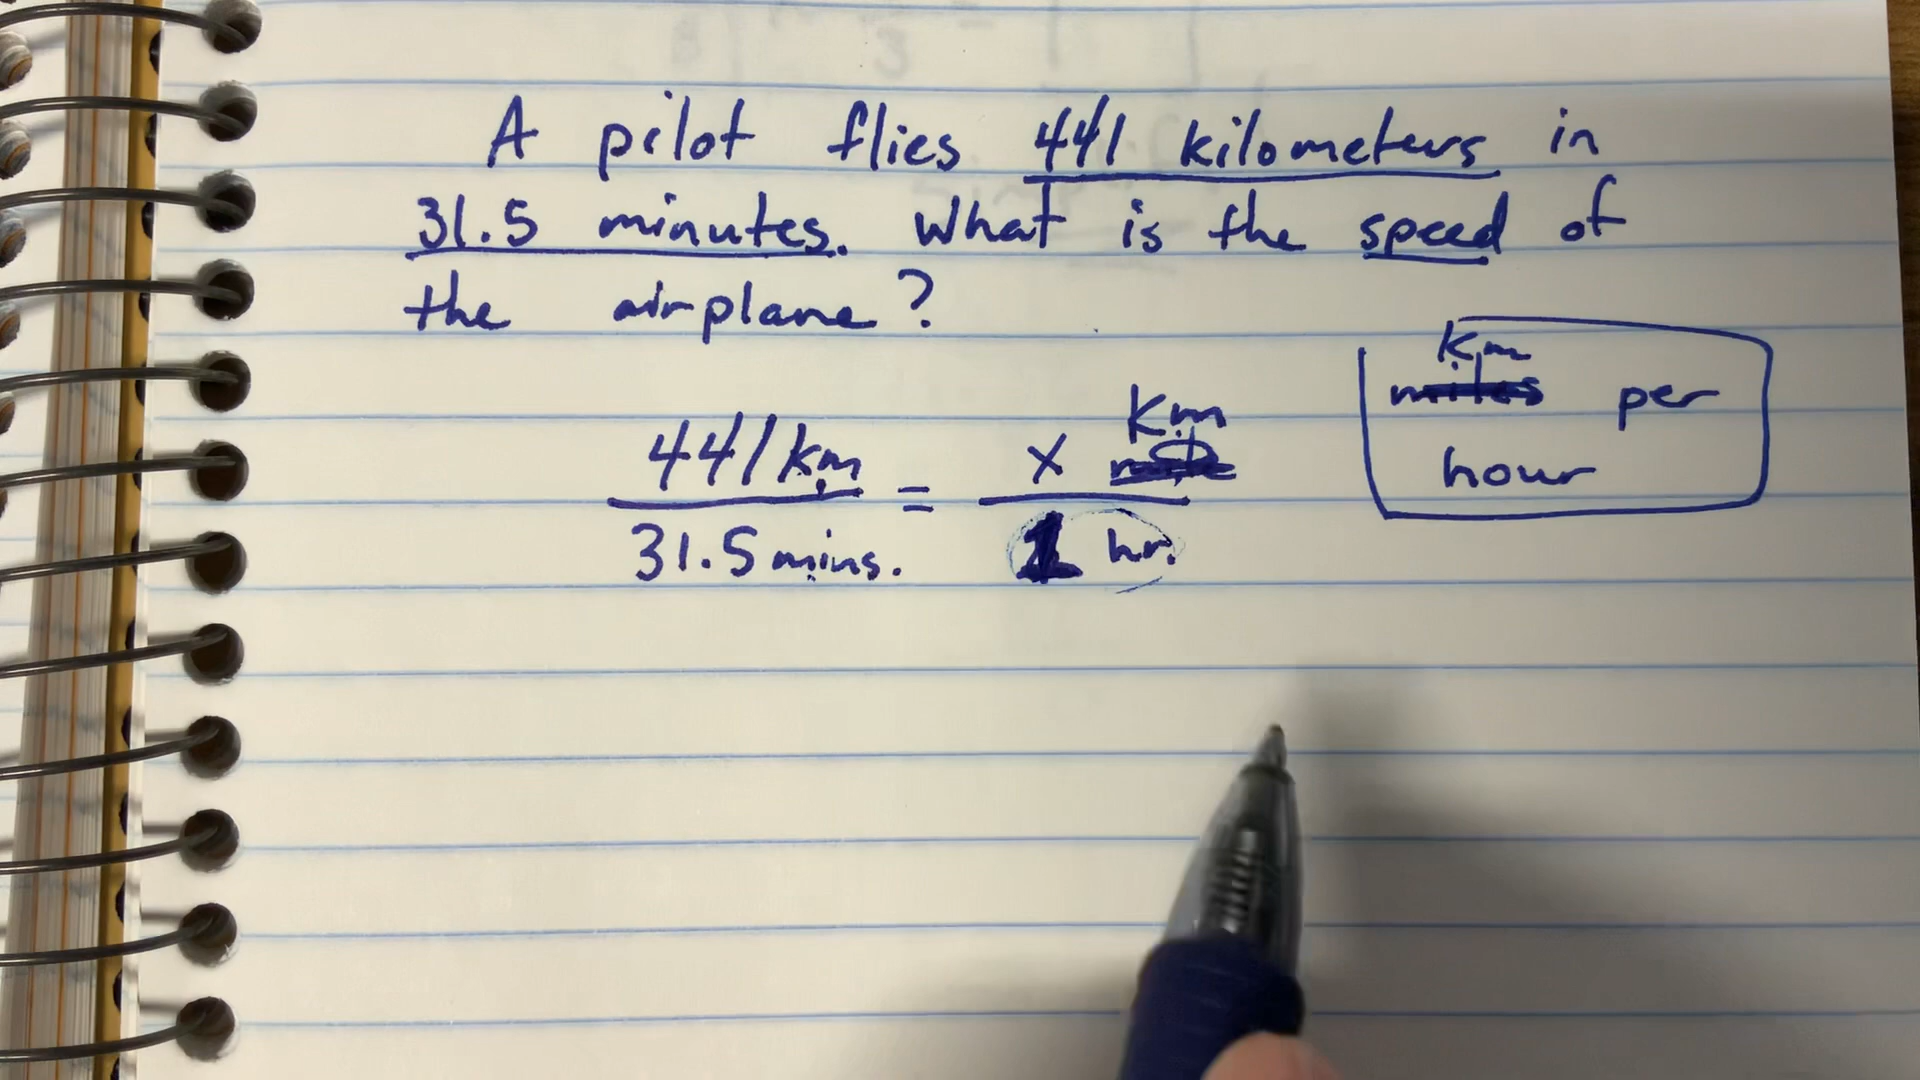 A pilot flies 441 kilometers in
31.5 minutes. What is the speed of
the airplane?
km
miles per
hour
441 km = x km
31.5 mins. 1 hr.